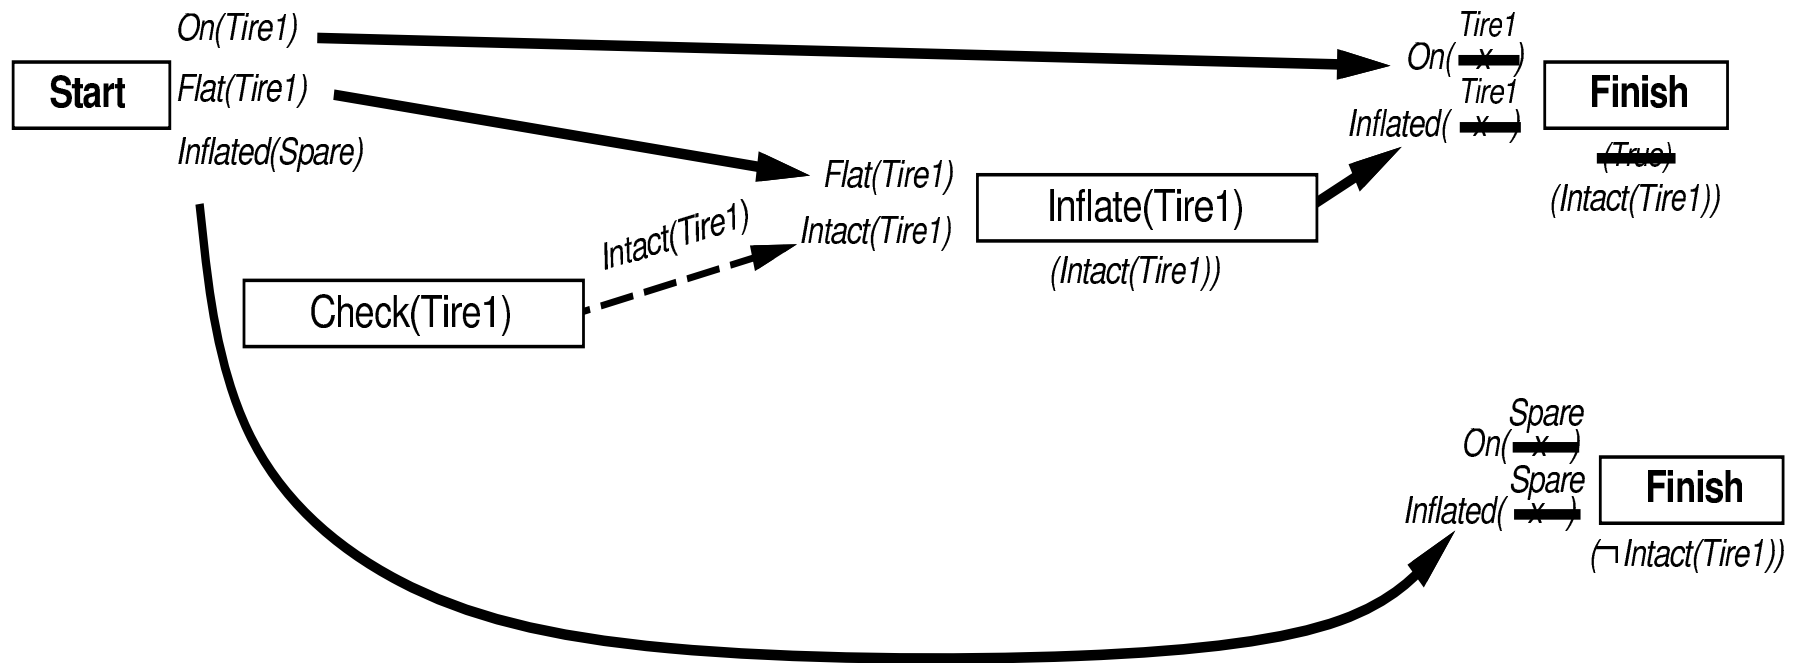 Start
On(Tire1)
Flat(Tire1)
Inflated(Spare)
Check(Tire1)
Intact(Tire1)
Flat(Tire1)
Intact(Tire1)
Inflate(Tire1)
(Intact(Tire1))
Tire1
On( x )
Tire1
Inflated( x )
Finish
(True)
(Intact(Tire1))
Spare
On( x )
Spare
Inflated( x )
Finish
(¬ Intact(Tire1))